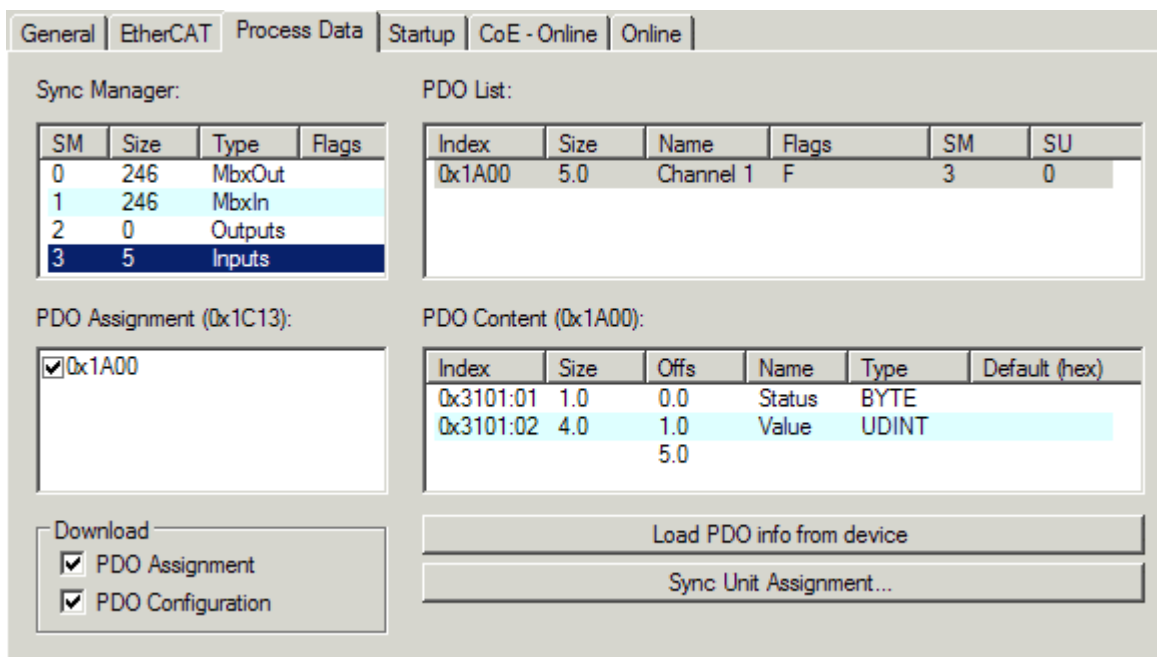 General EtherCAT Process Data Startup CoE - Online Online
Sync Manager:
SM Size Type Flags
0 246 MbxOut
1 246 MbxIn
2 0 Outputs
3 5 Inputs
PDO List:
Index Size Name Flags SM SU
0x1A00 5.0 Channel 1 F 3 0
PDO Assignment (0x1C13):
0x1A00
PDO Content (0x1A00):
Index Size Offs Name Type Default (hex)
0x3101:01 1.0 0.0 Status BYTE
0x3101:02 4.0 1.0 Value UDINT
5.0
Download
PDO Assignment
PDO Configuration
Load PDO info from device
Sync Unit Assignment...